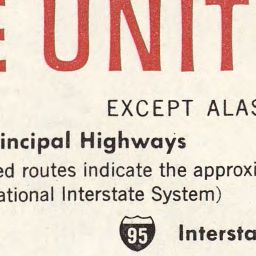 E UNIT
EXCEPT ALAS
incipal Highways
ed routes indicate the approxi
ational Interstate System)
95 Intersta